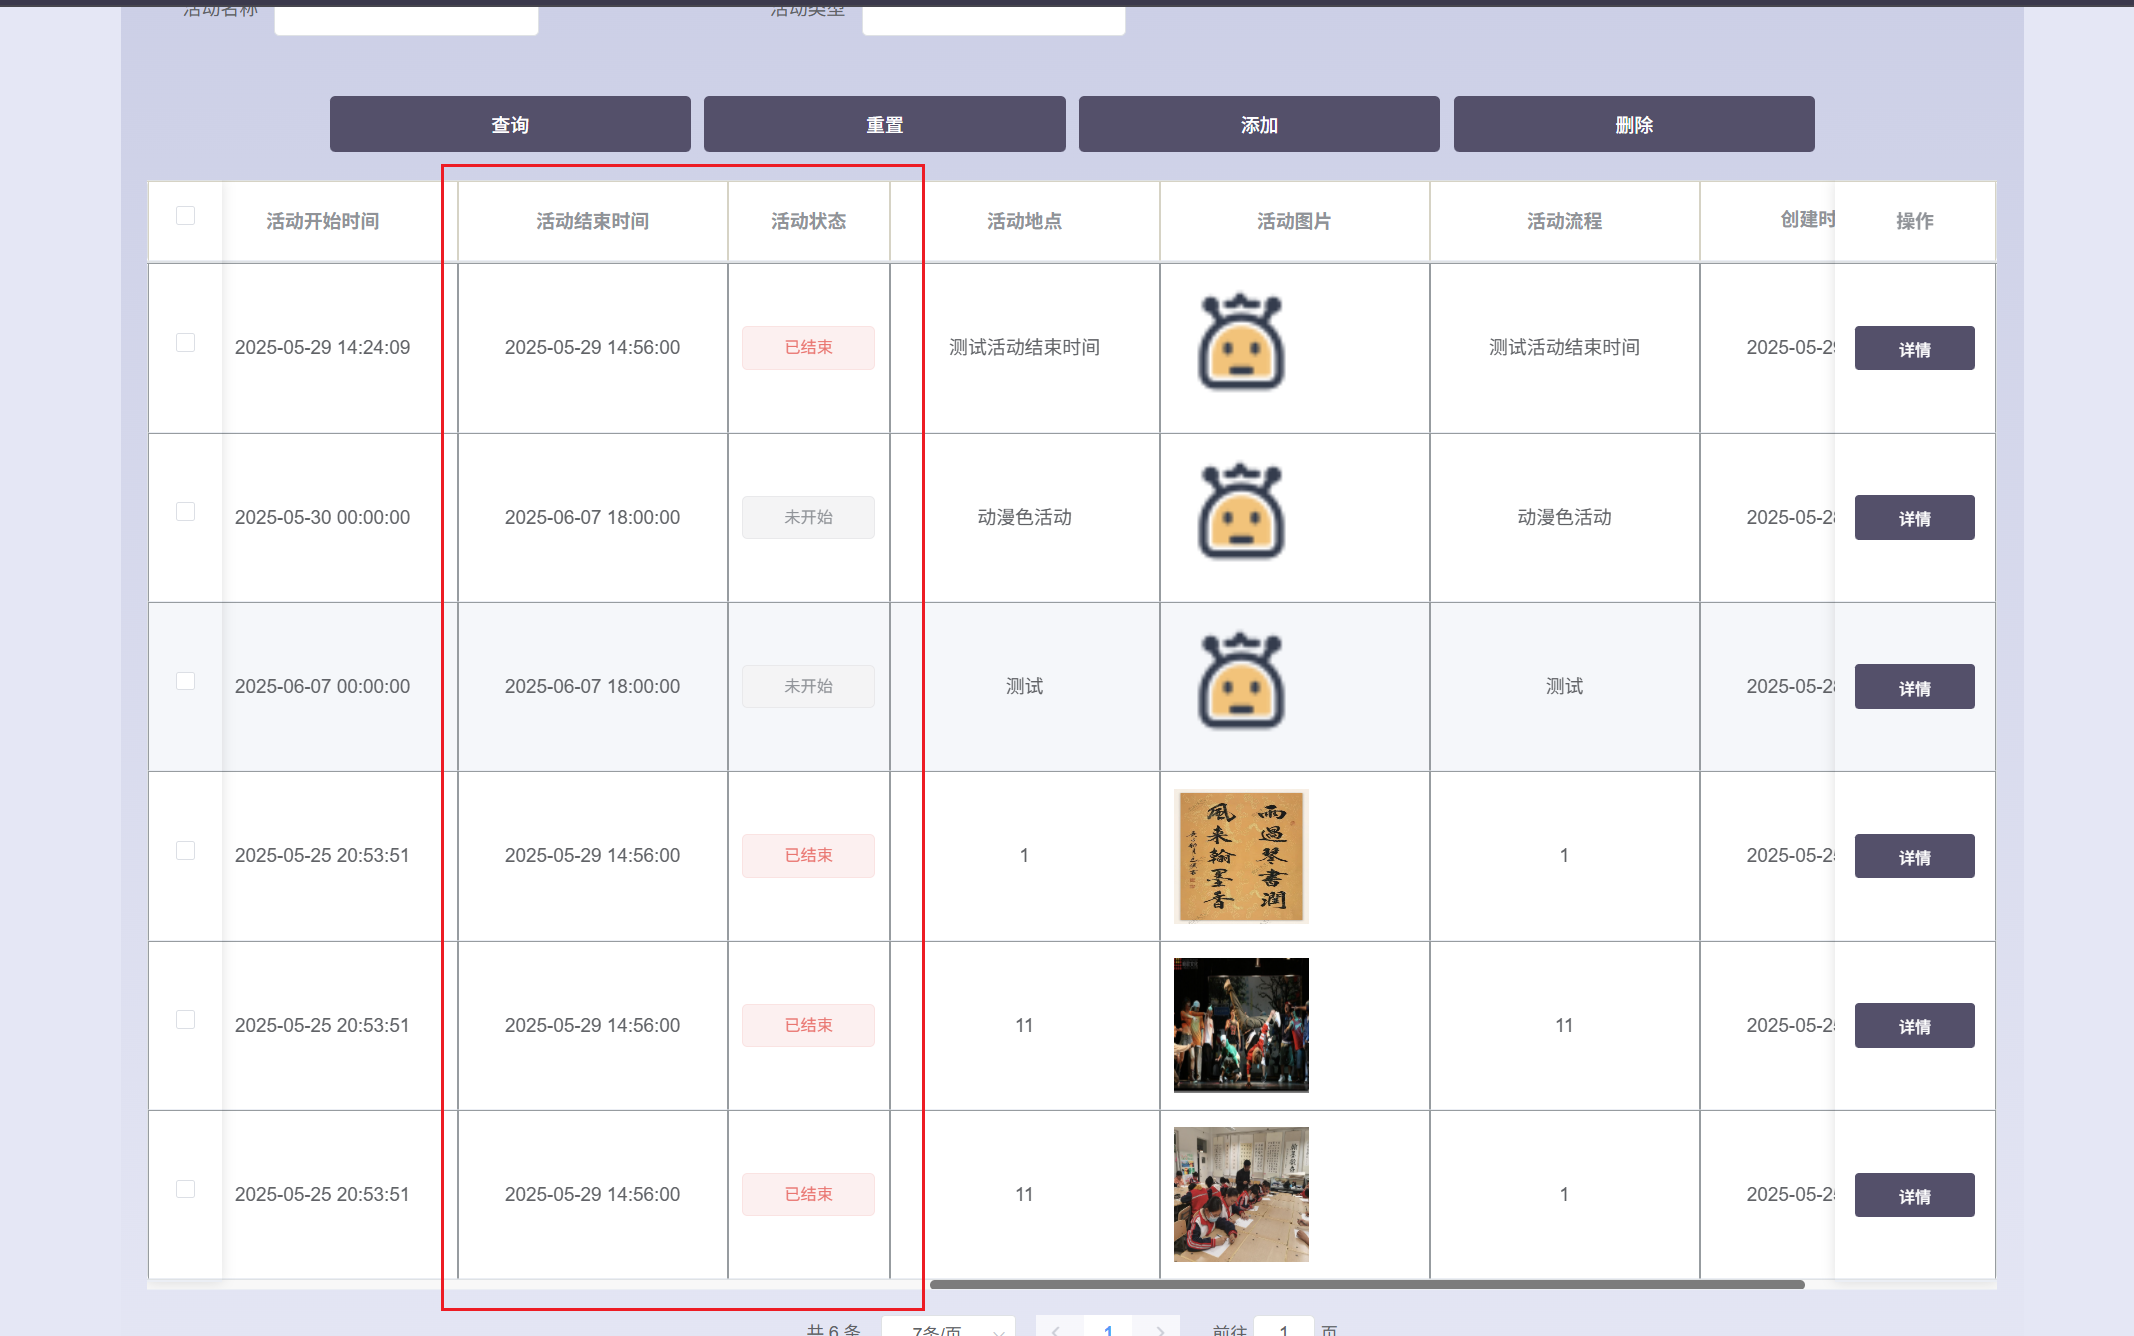 活动名称 活动类型
查询 重置 添加 删除
活动开始时间 活动结束时间 活动状态 活动地点 活动图片 活动流程 创建时 操作
2025-05-29 14:24:09 2025-05-29 14:56:00 已结束 测试活动结束时间 测试活动结束时间 2025-05-29 详情
2025-05-30 00:00:00 2025-06-07 18:00:00 未开始 动漫色活动 动漫色活动 2025-05-28 详情
2025-06-07 00:00:00 2025-06-07 18:00:00 未开始 测试 测试 2025-05-28 详情
2025-05-25 20:53:51 2025-05-29 14:56:00 已结束 1 1 2025-05-25 详情
雨過琴書潤
風来翰墨香
2025-05-25 20:53:51 2025-05-29 14:56:00 已结束 11 11 2025-05-25 详情
2025-05-25 20:53:51 2025-05-29 14:56:00 已结束 11 1 2025-05-25 详情
共 6 条 7条/页 1 前往 1 页